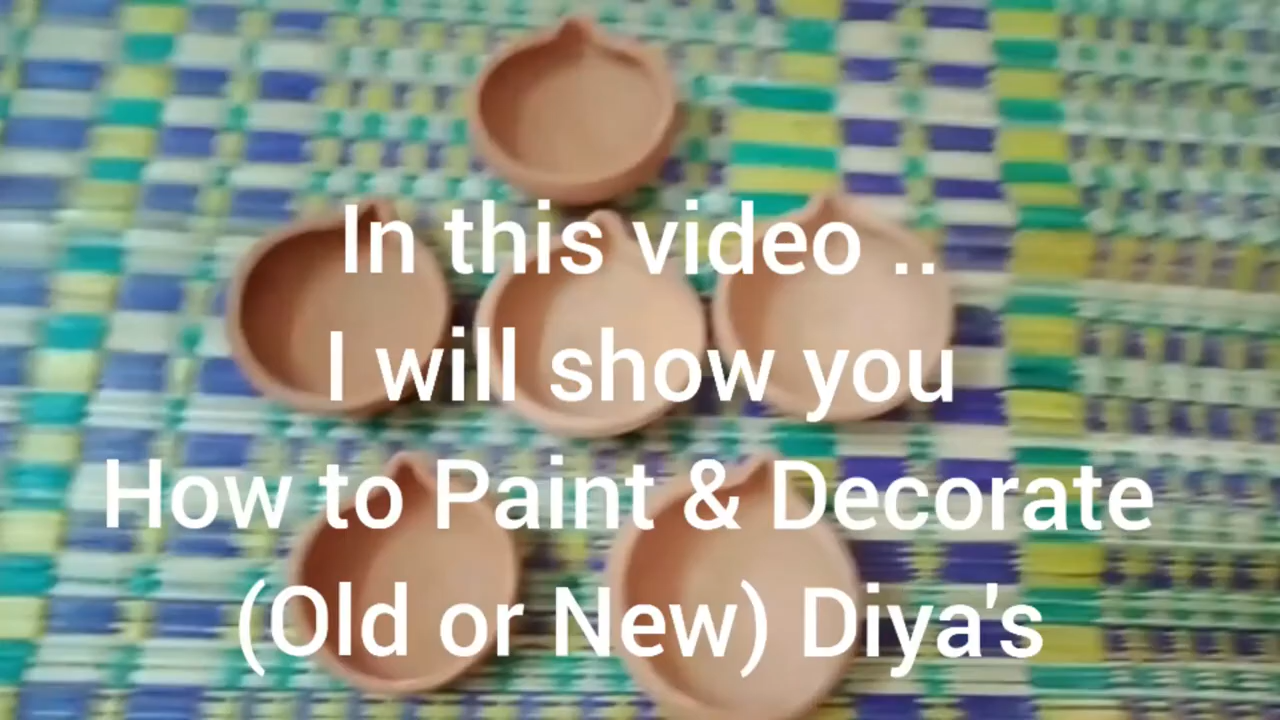 In this video ..
I will show you
How to Paint & Decorate
(Old or New) Diya's